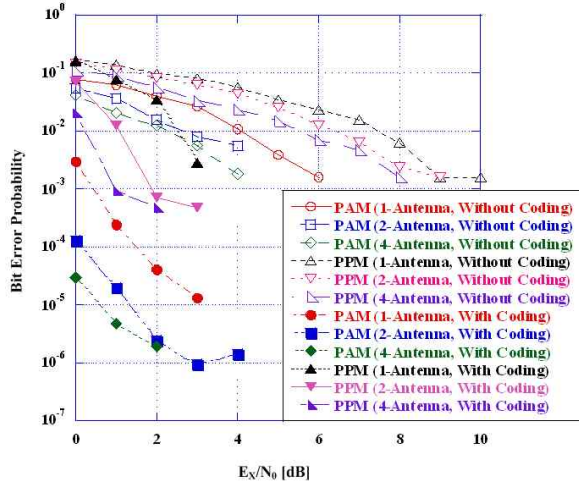 10^0
10^-1
10^-2
10^-3
10^-4
10^-5
10^-6
10^-7
Bit Error Probability
PAM (1-Antenna, Without Coding)
PAM (2-Antenna, Without Coding)
PAM (4-Antenna, Without Coding)
PPM (1-Antenna, Without Coding)
PPM (2-Antenna, Without Coding)
PPM (4-Antenna, Without Coding)
PAM (1-Antenna, With Coding)
PAM (2-Antenna, With Coding)
PAM (4-Antenna, With Coding)
PPM (1-Antenna, With Coding)
PPM (2-Antenna, With Coding)
PPM (4-Antenna, With Coding)
0 2 4 6 8 10
E_X/N_0 [dB]